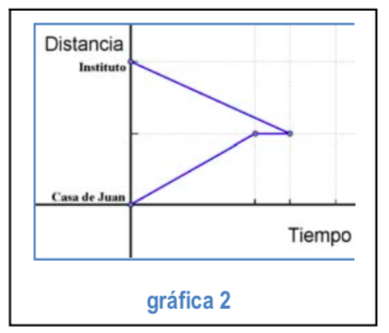 Distancia
Instituto
Casa de Juan
Tiempo
gráfica 2